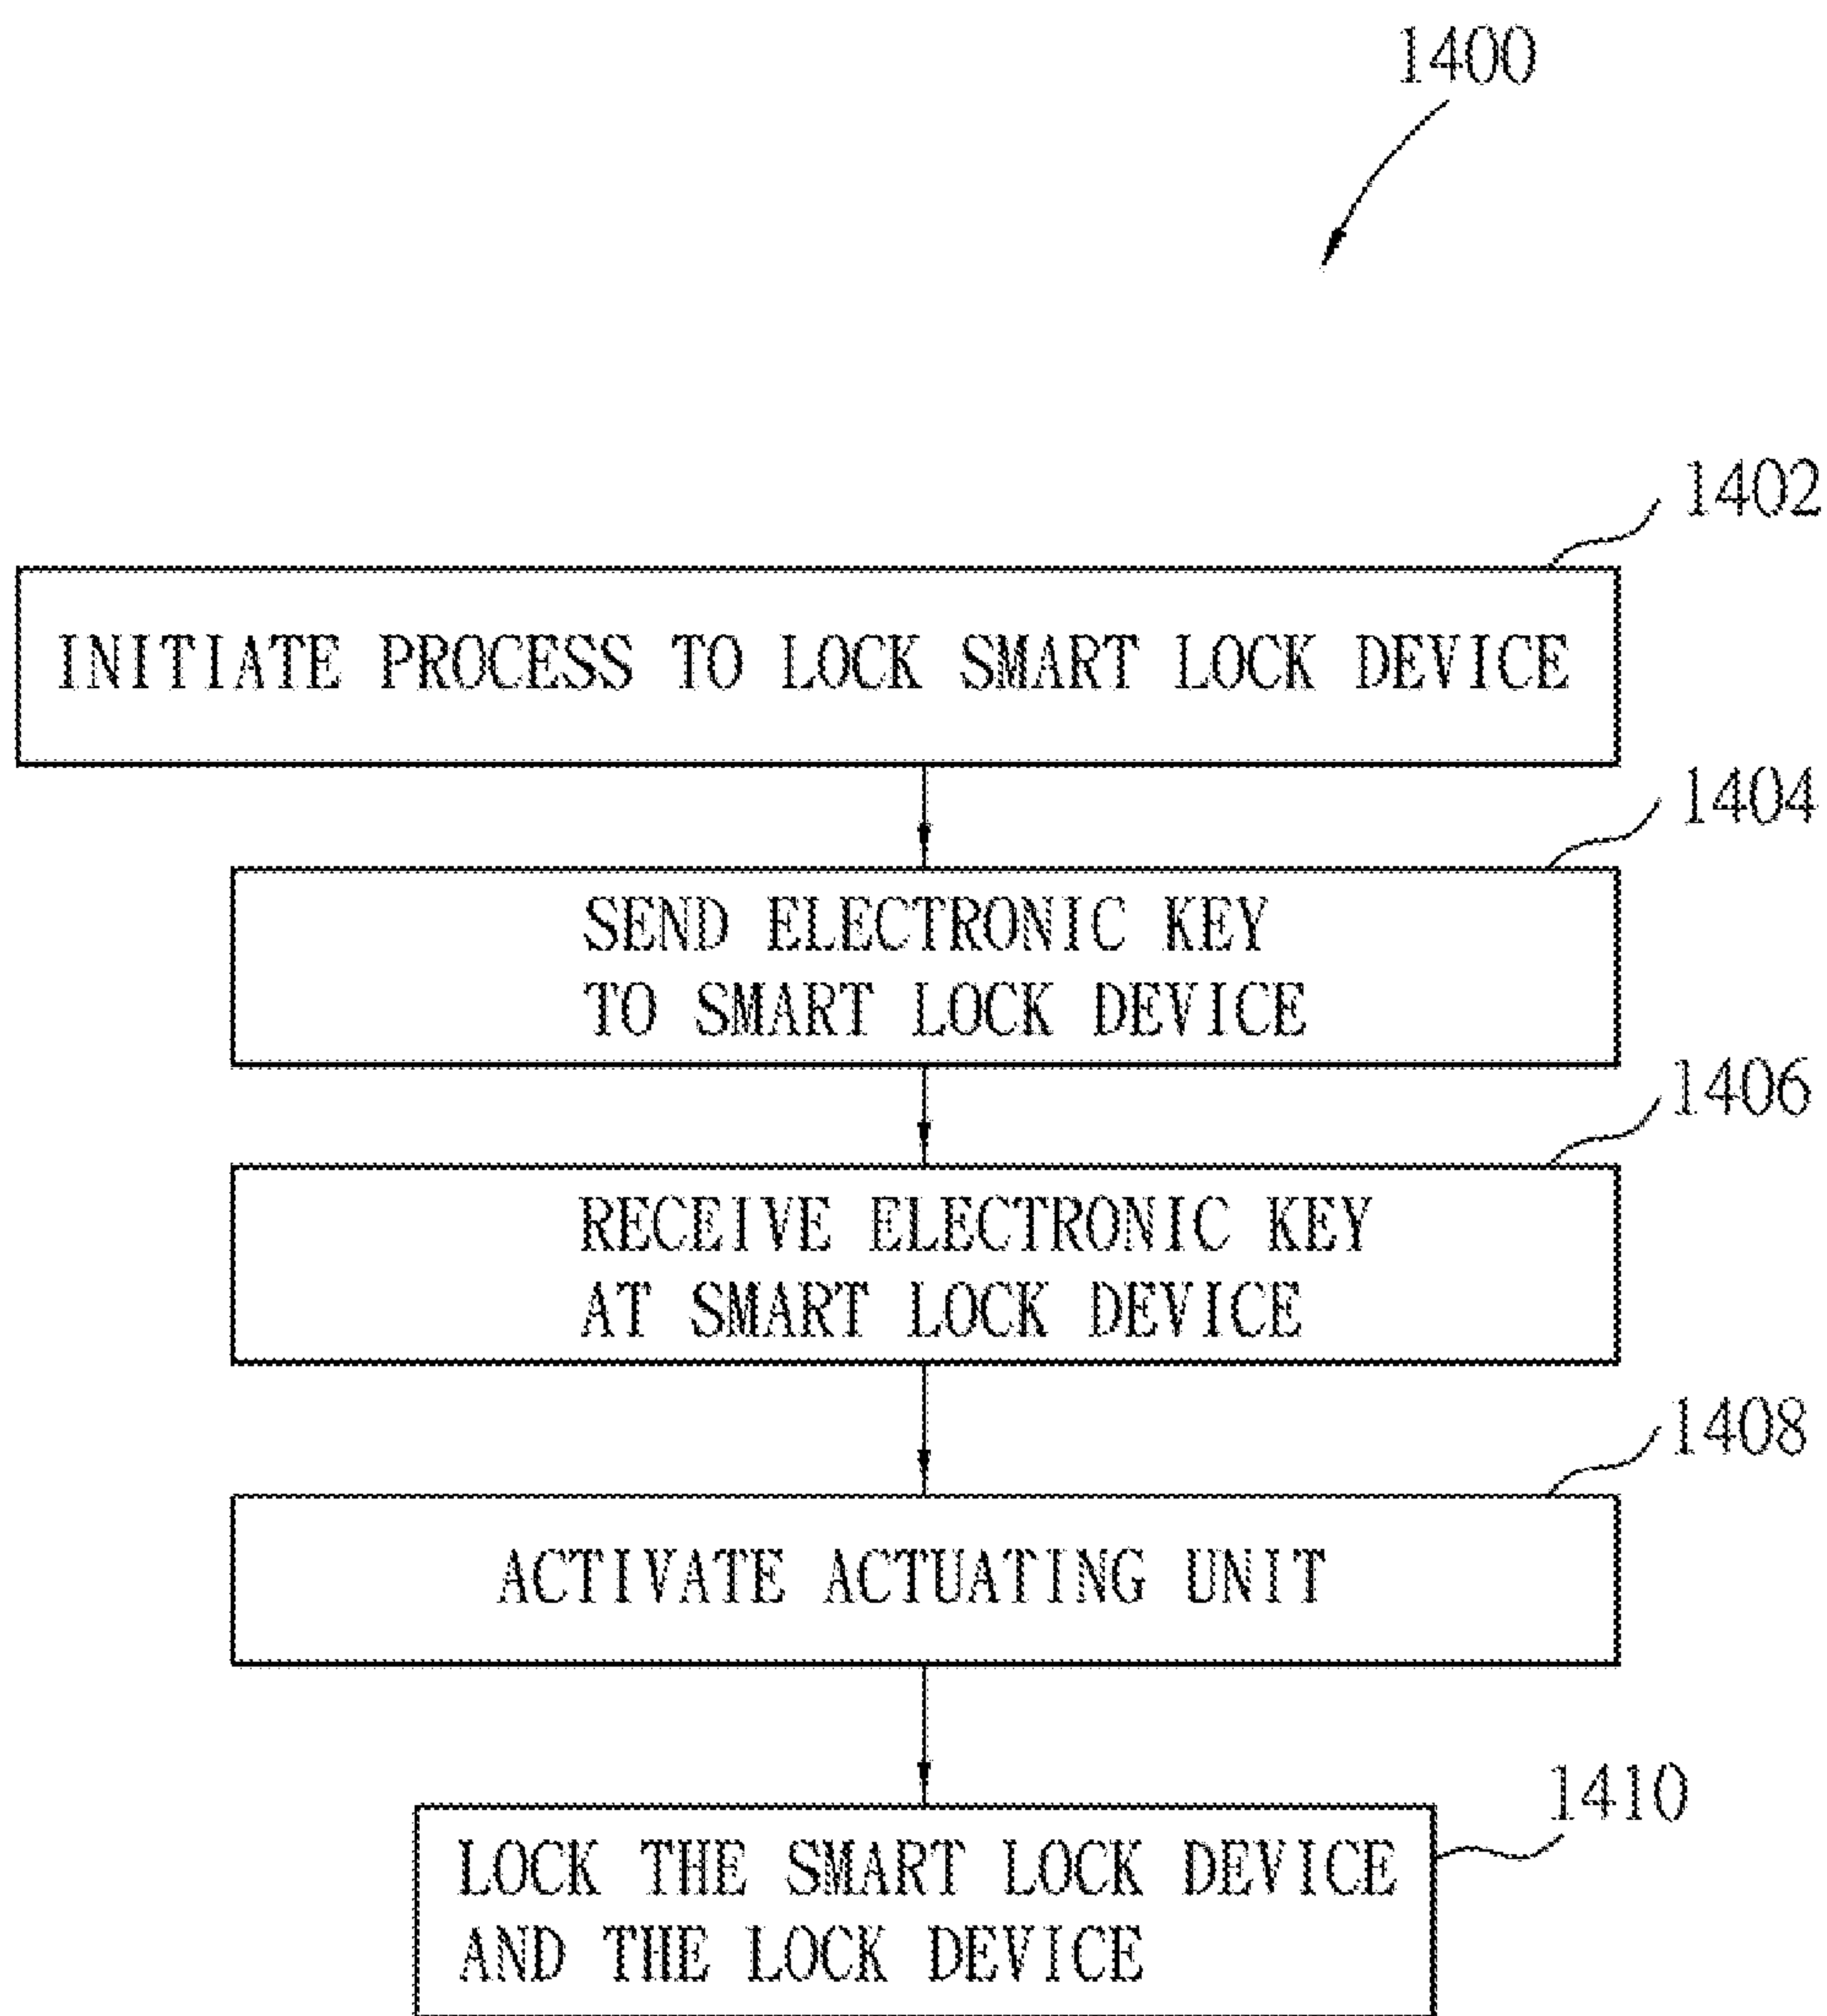 1400
1402
INITIATE PROCESS TO LOCK SMART LOCK DEVICE
1404
SEND ELECTRONIC KEY
TO SMART LOCK DEVICE
1406
RECEIVE ELECTRONIC KEY
AT SMART LOCK DEVICE
1408
ACTIVATE ACTUATING UNIT
1410
LOCK THE SMART LOCK DEVICE
AND THE LOCK DEVICE